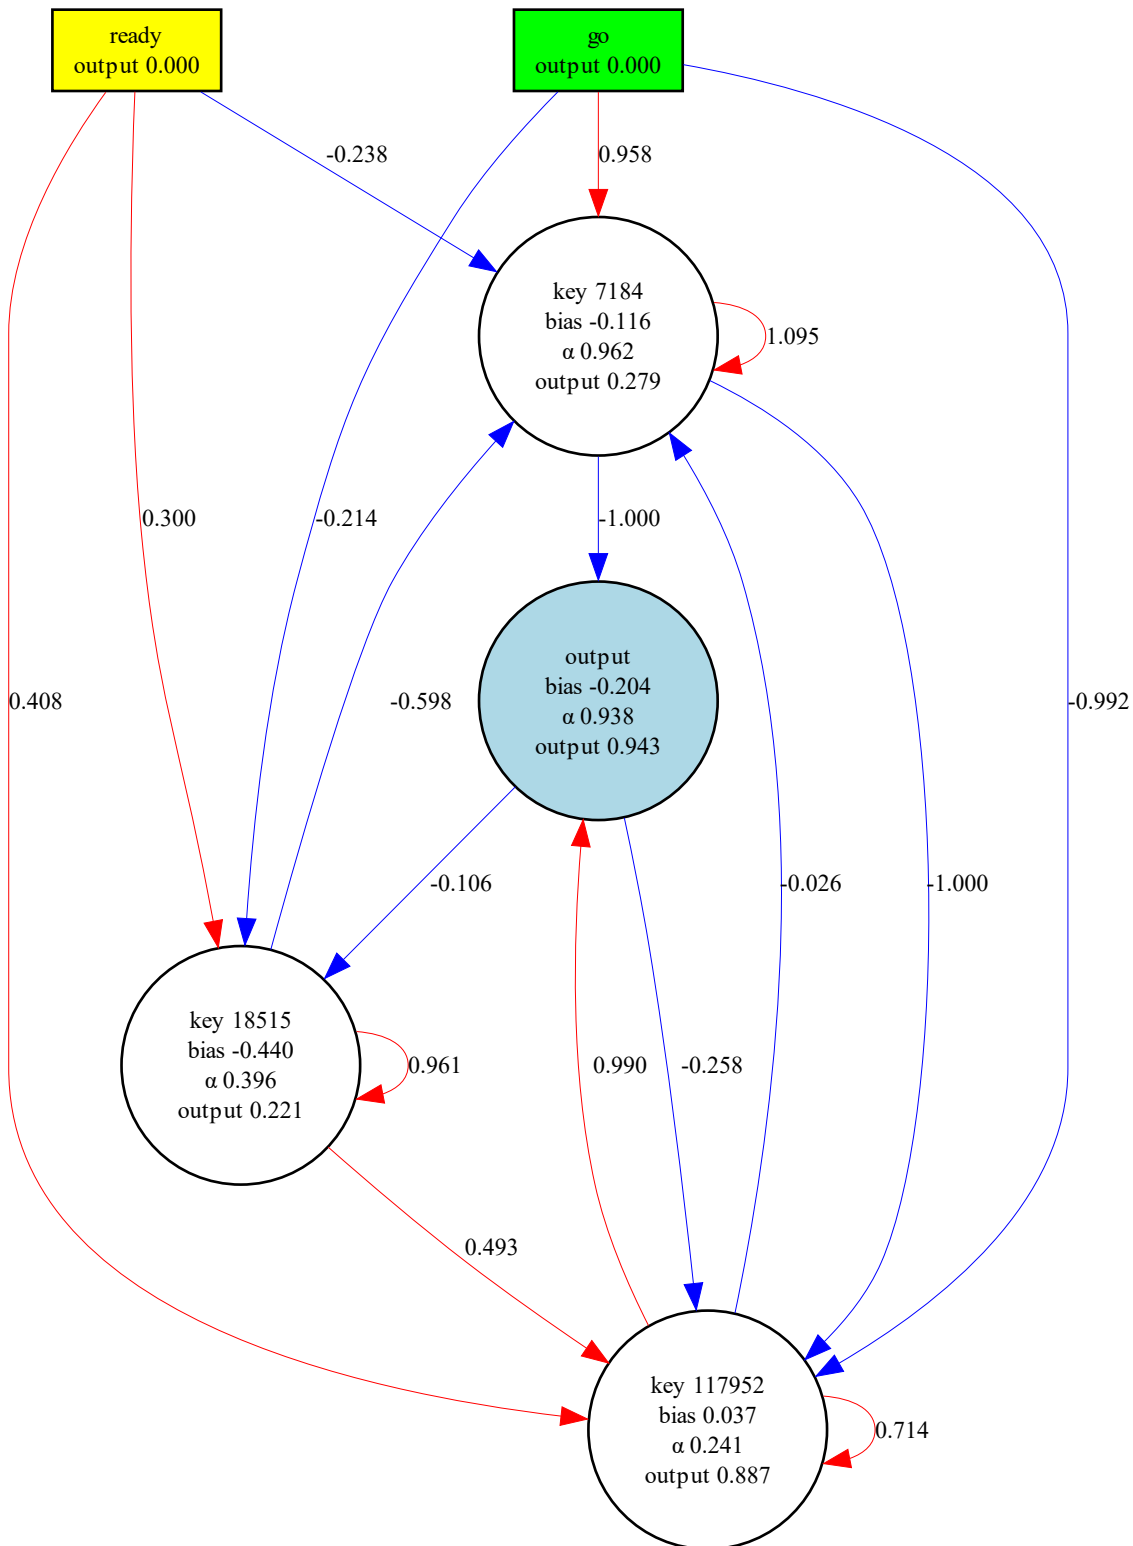 ready
output 0.000
go
output 0.000
-0.238
0.958
key 7184
bias -0.116
α 0.962
output 0.279
1.095
0.300
-0.214
-1.000
output
bias -0.204
α 0.938
output 0.943
0.408
-0.598
-0.992
-0.106
-0.026
-1.000
key 18515
bias -0.440
α 0.396
output 0.221
0.961
0.990
-0.258
0.493
key 117952
bias 0.037
α 0.241
output 0.887
0.714